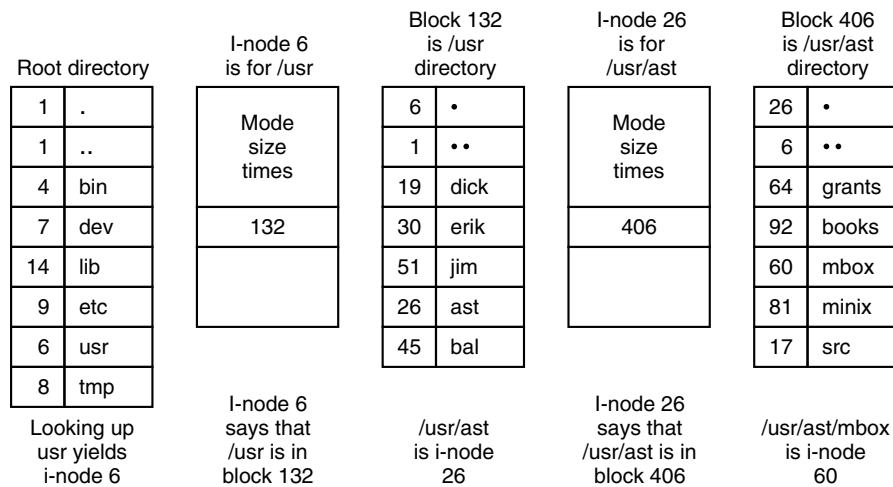 Root directory
1 .
1 ..
4 bin
7 dev
14 lib
9 etc
6 usr
8 tmp
Looking up
usr yields
i-node 6
I-node 6
is for /usr
Mode
size
times
132
I-node 6
says that
/usr is in
block 132
Block 132
is /usr
directory
6 •
1 ••
19 dick
30 erik
51 jim
26 ast
45 bal
/usr/ast
is i-node
26
I-node 26
is for
/usr/ast
Mode
size
times
406
I-node 26
says that
/usr/ast is in
block 406
Block 406
is /usr/ast
directory
26 •
6 ••
64 grants
92 books
60 mbox
81 minix
17 src
/usr/ast/mbox
is i-node
60